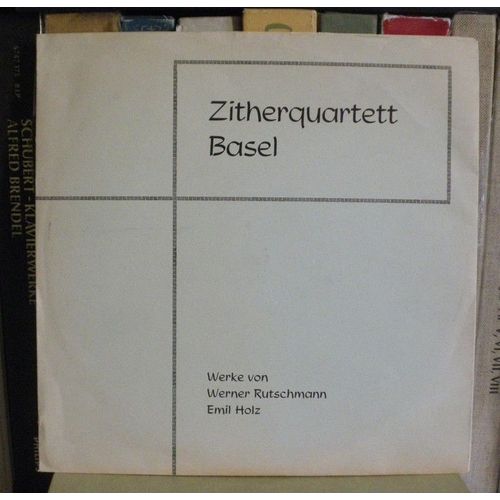 Zitherquartett
Basel
Werke von
Werner Rutschmann
Emil Holz
SCHUBERT - KLAVIERWERKE
ALFRED BRENDEL